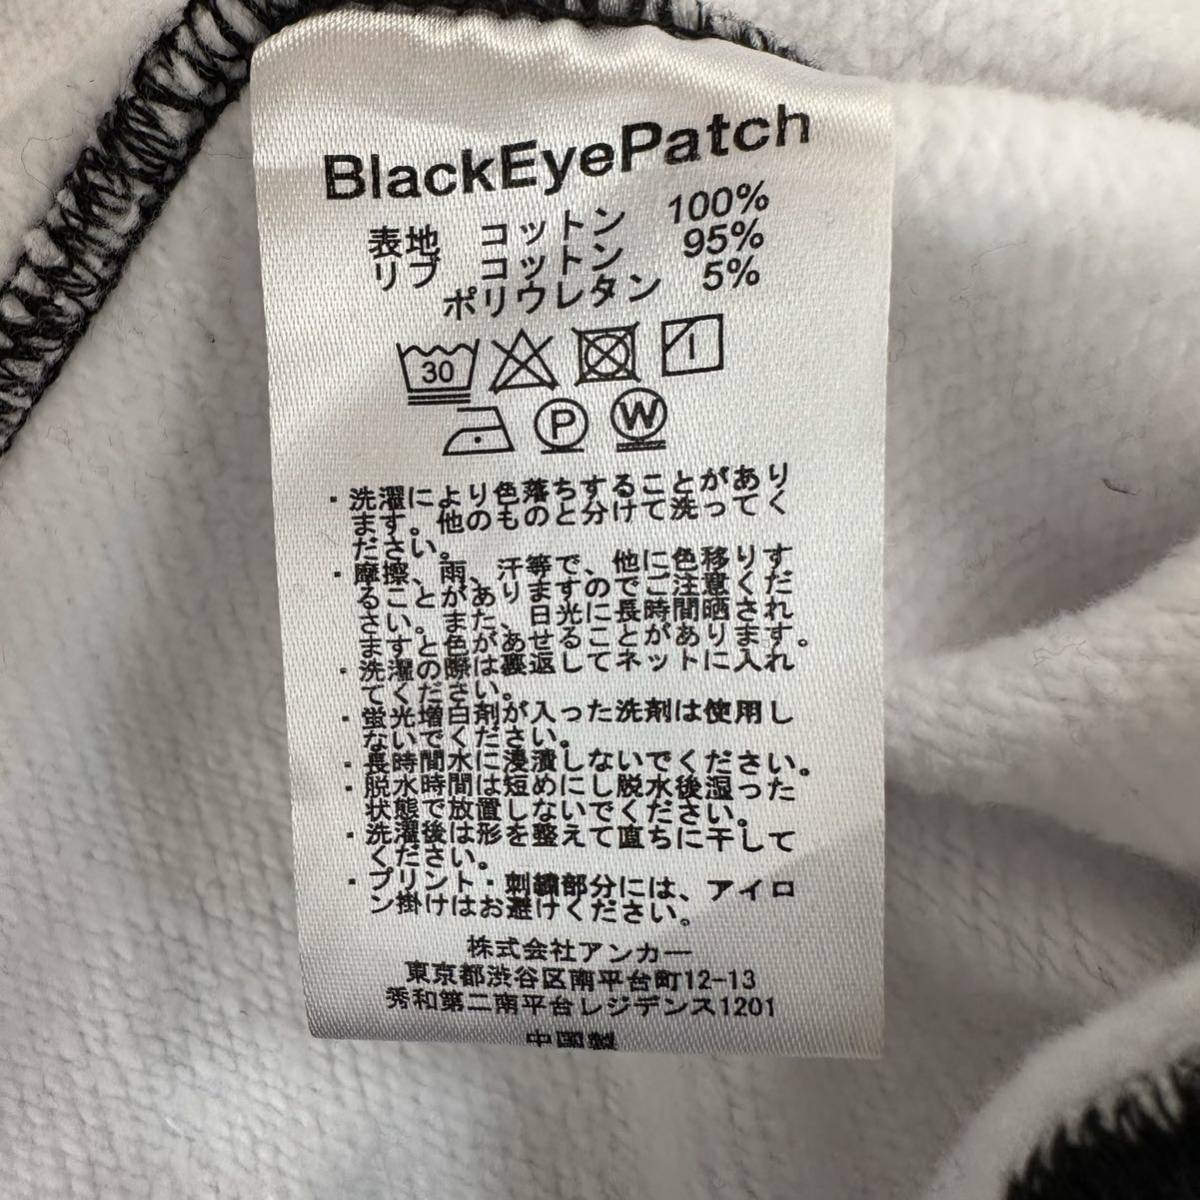 BlackEyePatch
表地 コットン 100%
リブ コットン 95%
ポリウレタン 5%
30
P W
・洗濯により色落ちすることがあり
ます。他のものと分けて洗ってく
ださい。
・摩擦、雨、汗等で、他に色移りす
ることがありますのでご注意くだ
さい。また、日光に長時間晒され
ますと色があせることがあります。
・洗濯の際は裏返してネットに入れ
てください。
・蛍光増白剤が入った洗剤は使用し
ないでください。
・長時間水に浸漬しないでください。
・脱水時間は短めにし脱水後湿った
状態で放置しないでください。
・洗濯後は形を整えて直ちに干して
ください。
・プリント・刺繍部分には、アイロ
ン掛けはお避けください。
株式会社アンカー
東京都渋谷区南平台町12-13
秀和第二南平台レジデンス1201
中国製